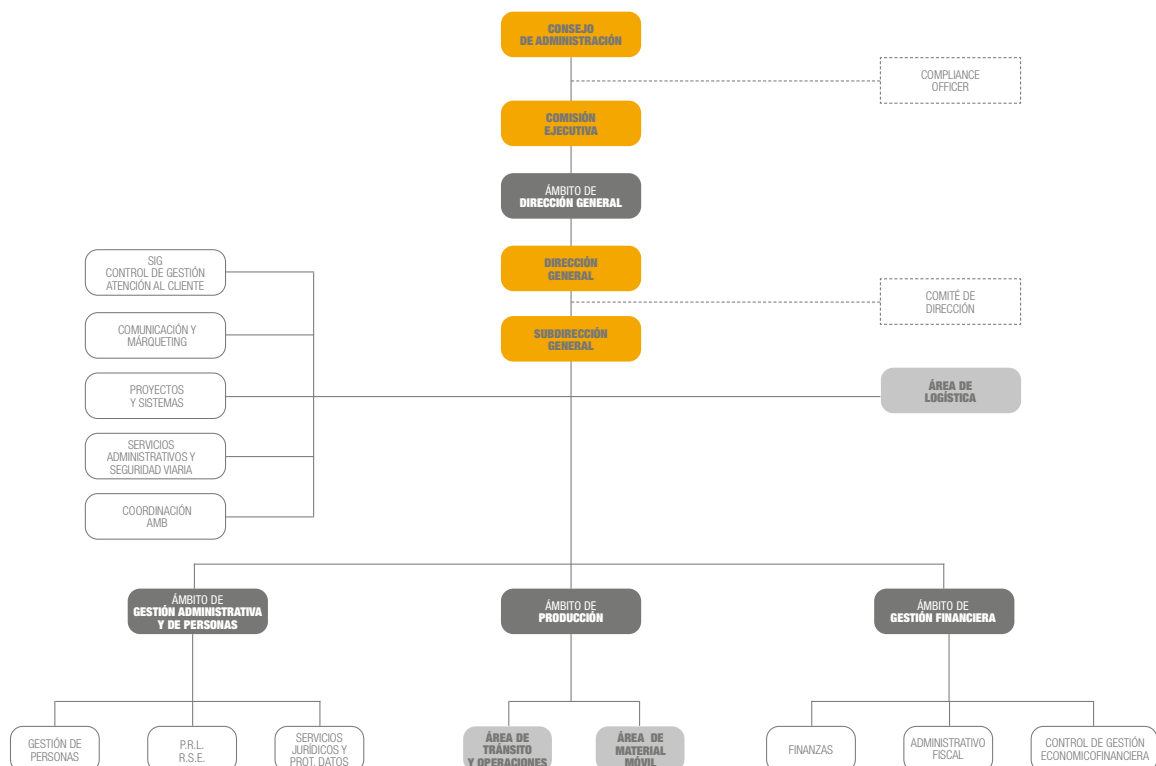 CONSEJO
DE ADMINISTRACIÓN
COMPLIANCE
OFFICER
COMISIÓN
EJECUTIVA
ÁMBITO DE
DIRECCIÓN GENERAL
SIG
CONTROL DE GESTIÓN
ATENCIÓN AL CLIENTE
DIRECCIÓN
GENERAL
COMITÉ DE
DIRECCIÓN
COMUNICACIÓN Y
MÁRQUETING
SUBDIRECCIÓN
GENERAL
PROYECTOS
Y SISTEMAS
ÁREA DE
LOGÍSTICA
SERVICIOS
ADMINISTRATIVOS Y
SEGURIDAD VIARIA
COORDINACIÓN
AMB
ÁMBITO DE
GESTIÓN ADMINISTRATIVA
Y DE PERSONAS
ÁMBITO DE
PRODUCCIÓN
ÁMBITO DE
GESTIÓN FINANCIERA
GESTIÓN DE
PERSONAS
P.R.L.
R.S.E.
SERVICIOS
JURÍDICOS Y
PROT. DATOS
ÁREA DE
TRÁNSITO
Y OPERACIONES
ÁREA DE
MATERIAL
MÓVIL
FINANZAS
ADMINISTRATIVO
FISCAL
CONTROL DE GESTIÓN
ECONOMICOFINANCIERA